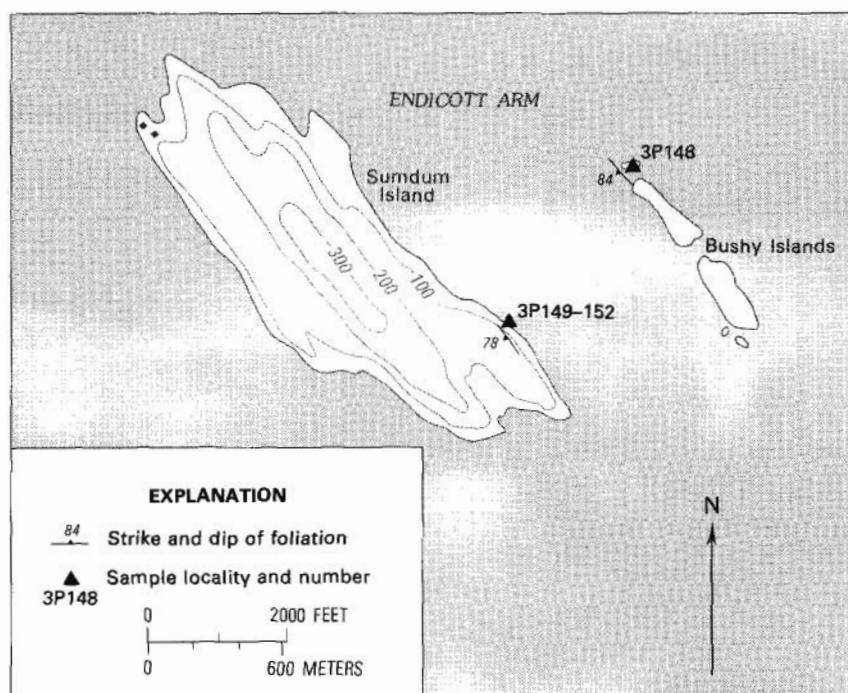 ENDICOTT ARM
3P148
84
Sumdum
Island
Bushy Islands
300
200
100
3P149–152
78
EXPLANATION
84
Strike and dip of foliation
Sample locality and number
3P148
0 2000 FEET
0 600 METERS
N